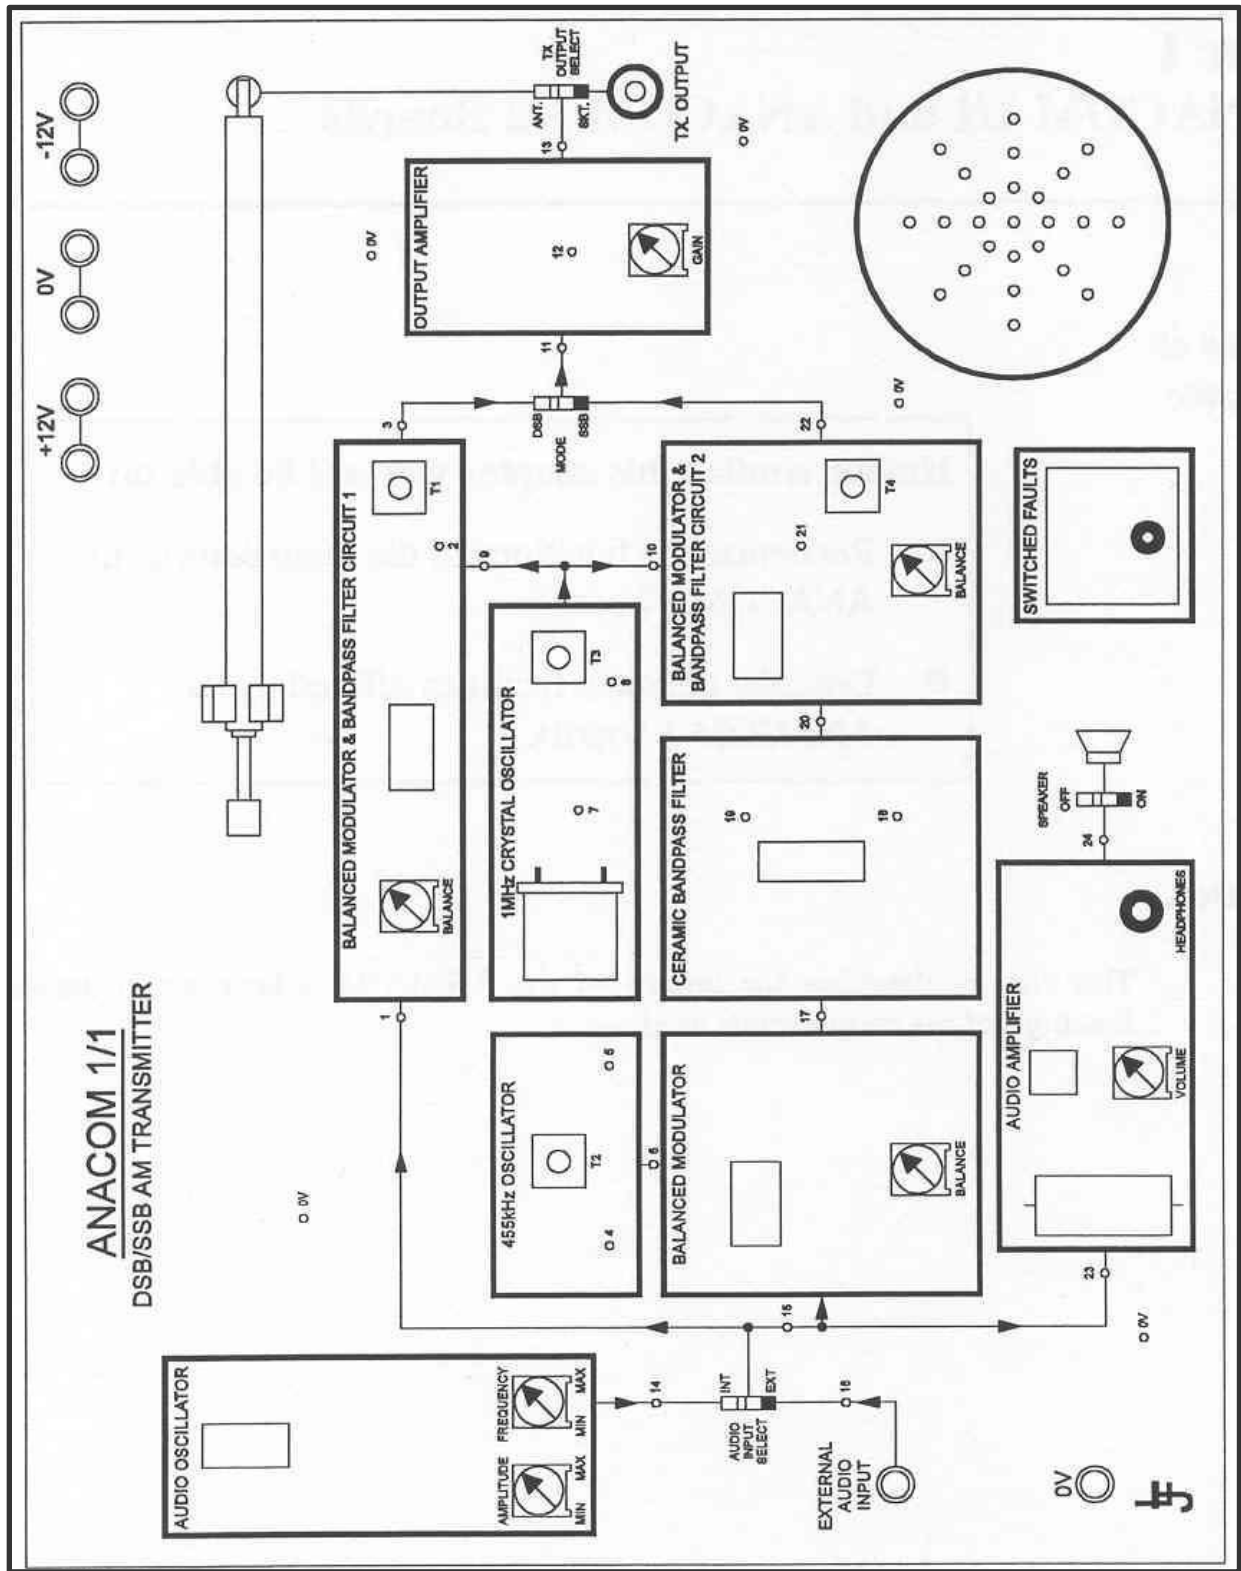 ANACOM 1/1
DSB/SSB AM TRANSMITTER
+12V
0V
-12V
AUDIO OSCILLATOR
AMPLITUDE
MIN
MAX
FREQUENCY
MIN
MAX
14
INT
AUDIO
INPUT
SELECT
EXT
16
EXTERNAL
AUDIO
INPUT
0V
LJ
0V
1
BALANCED MODULATOR & BANDPASS FILTER CIRCUIT 1
BALANCE
T1
2
3
9
455kHz OSCILLATOR
T2
4
5
6
1MHz CRYSTAL OSCILLATOR
7
T3
8
10
15
BALANCED MODULATOR
BALANCE
17
CERAMIC BANDPASS FILTER
19
18
20
BALANCED MODULATOR &
BANDPASS FILTER CIRCUIT 2
21
T4
BALANCE
22
DSB
MODE
SSB
11
OUTPUT AMPLIFIER
12
GAIN
0V
13
ANT.
TX
OUTPUT
SELECT
SKT.
TX. OUTPUT
0V
0V
23
0V
AUDIO AMPLIFIER
VOLUME
HEADPHONES
24
SPEAKER
OFF
ON
SWITCHED FAULTS